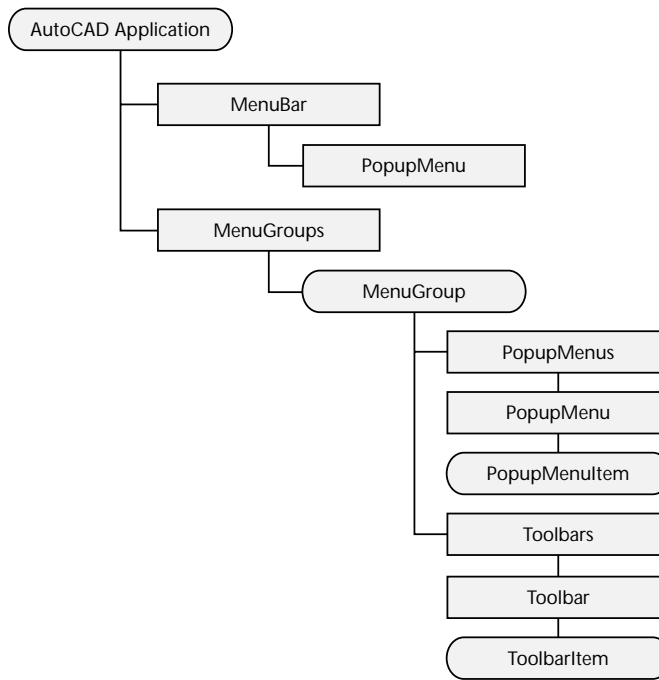 AutoCAD Application
MenuBar
PopupMenu
MenuGroups
MenuGroup
PopupMenus
PopupMenu
PopupMenuItem
Toolbars
Toolbar
ToolbarItem